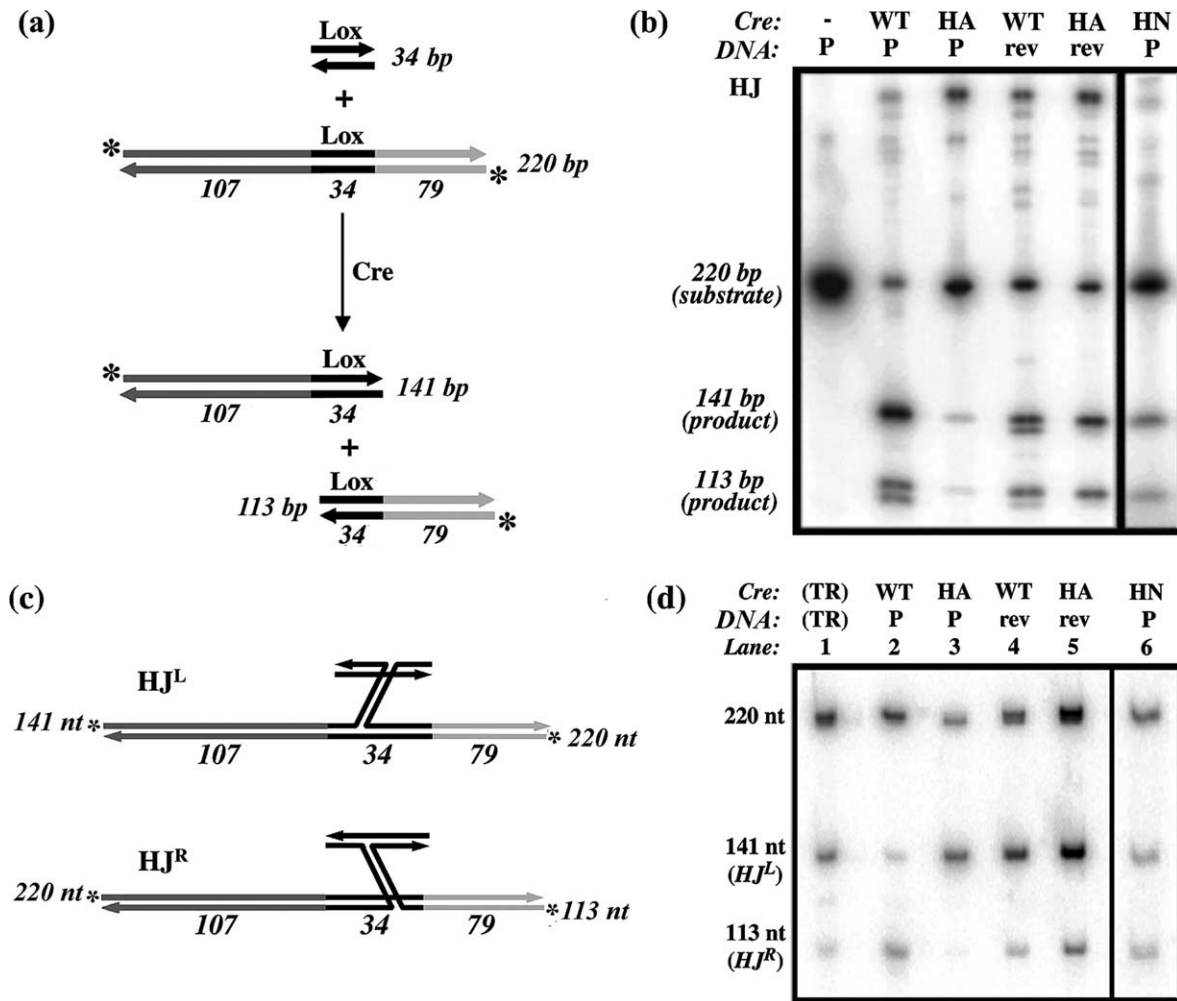 (a)
Lox
34 bp
+
Lox
*
220 bp
*
107 34 79
Cre
Lox
*
141 bp
107 34
+
Lox
113 bp
*
34 79
(b)
Cre: - WT HA WT HA HN
DNA: P P P rev rev P
HJ
220 bp
(substrate)
141 bp
(product)
113 bp
(product)
(c)
HJL
141 nt *
* 220 nt
107 34 79
HJR
220 nt *
* 113 nt
107 34 79
(d)
Cre: (TR) WT HA WT HA HN
DNA: (TR) P P rev rev P
Lane: 1 2 3 4 5 6
220 nt
141 nt
(HJL)
113 nt
(HJR)